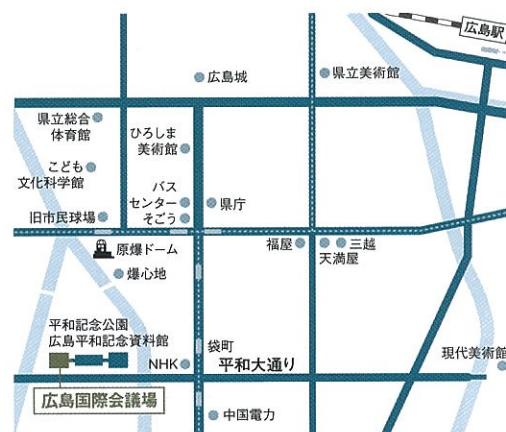 広島駅
広島城
県立美術館
県立総合
体育館
ひろしま
美術館
こども
文化科学館
バス
センター
そごう
県庁
旧市民球場
原爆ドーム
福屋
天満屋
三越
爆心地
平和記念公園
広島平和記念資料館
袋町
NHK
平和大通り
現代美術館
広島国際会議場
中国電力